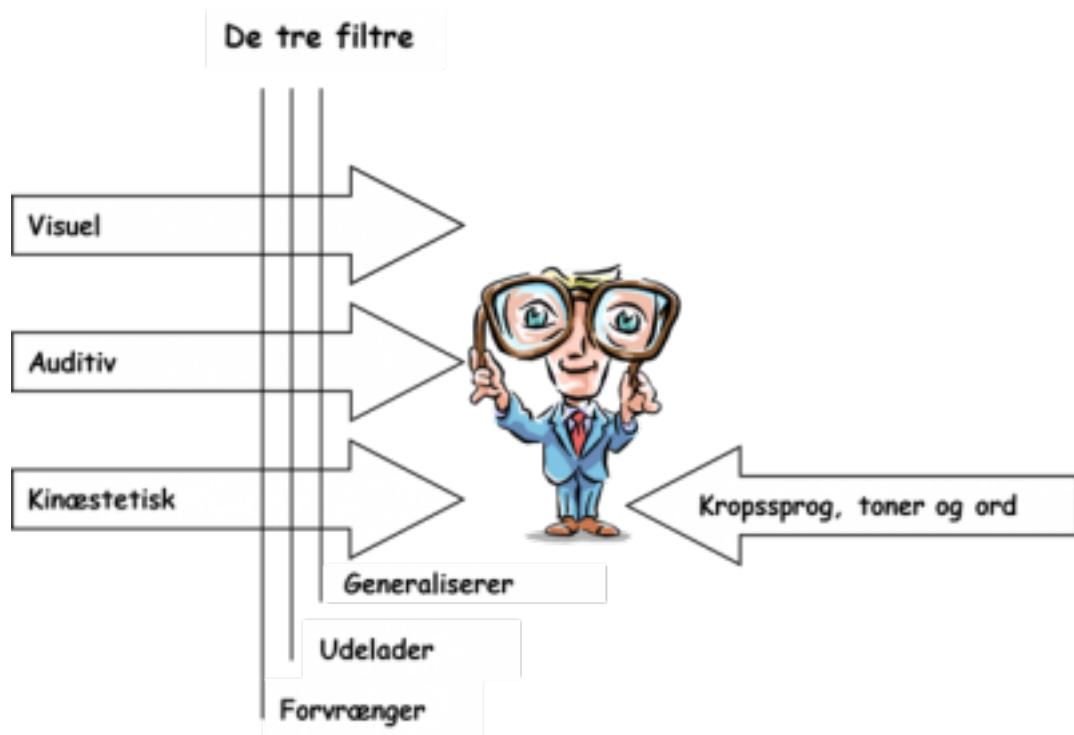 De tre filtre
Visuel
Auditiv
Kinæstetisk
Kropssprog, toner og ord
Generaliserer
Udelader
Forvrænger